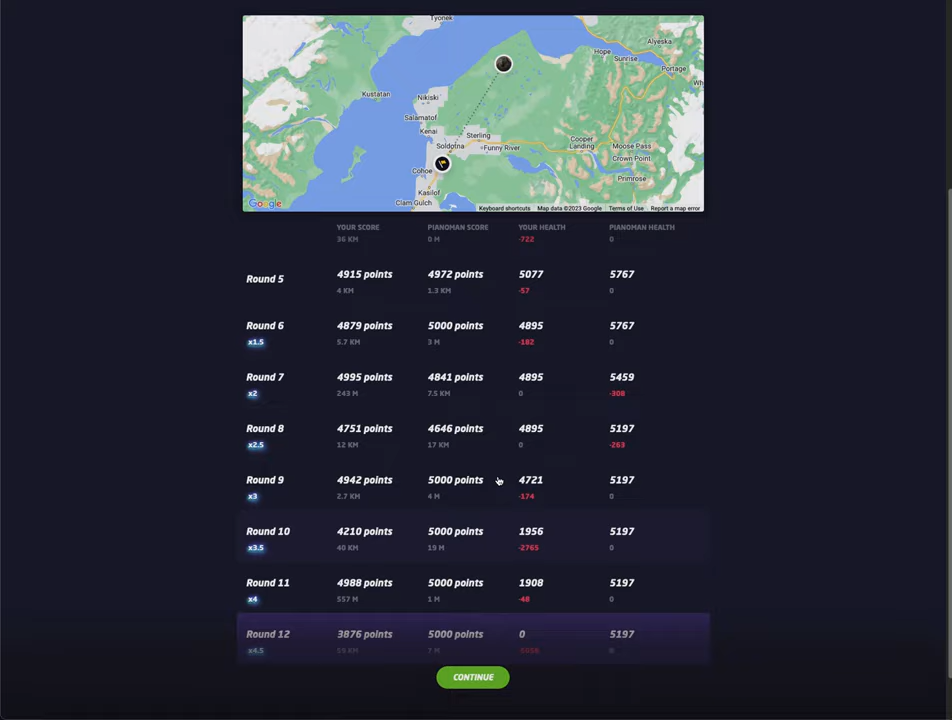 Tyonek
Alyeska
Hope
Sunrise
Portage
Kustatan
Nikiski
Salamatof
Kenai
Sterling
Soldotna
Funny River
Cooper
Landing
Moose Pass
Crown Point
Cohoe
Primrose
Kasilof
Clam Gulch
Google
Keyboard shortcuts Map data ©2023 Google Terms of Use Report a map error
YOUR SCORE PIANOMAN SCORE YOUR HEALTH PIANOMAN HEALTH
36 KM 0 M -722 0
Round 5 4915 points 4972 points 5077 5767
4 KM 1.3 KM -57 0
Round 6 4879 points 5000 points 4895 5767
x1.5 5.7 KM 3 M -182 0
Round 7 4995 points 4841 points 4895 5459
x2 243 M 7.5 KM 0 -308
Round 8 4751 points 4646 points 4895 5197
x2.5 12 KM 17 KM 0 -263
Round 9 4942 points 5000 points 4721 5197
x3 2.7 KM 4 M -174 0
Round 10 4210 points 5000 points 1956 5197
x3.5 40 KM 19 M -2765 0
Round 11 4988 points 5000 points 1908 5197
x4 557 M 1 M -48 0
Round 12 3876 points 5000 points 0 5197
x4.5 59 KM 7 M 0
CONTINUE